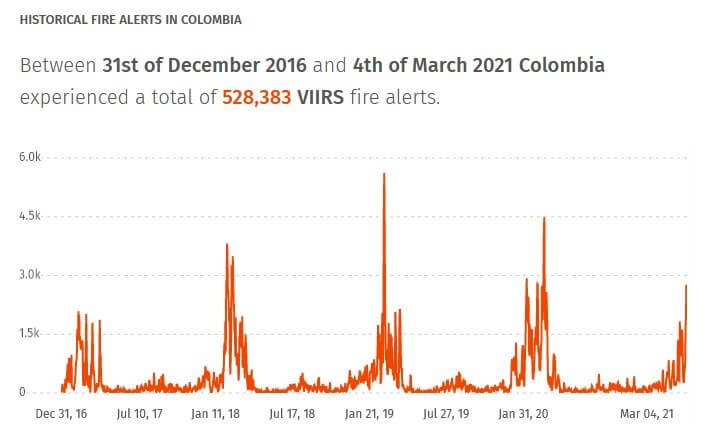 HISTORICAL FIRE ALERTS IN COLOMBIA
Between 31st of December 2016 and 4th of March 2021 Colombia
experienced a total of 528,383 VIIRS fire alerts.
6.0k
4.5k
3.0k
1.5k
0
Dec 31, 16 Jul 10, 17 Jan 11, 18 Jul 17, 18 Jan 21, 19 Jul 27, 19 Jan 31, 20 Mar 04, 21